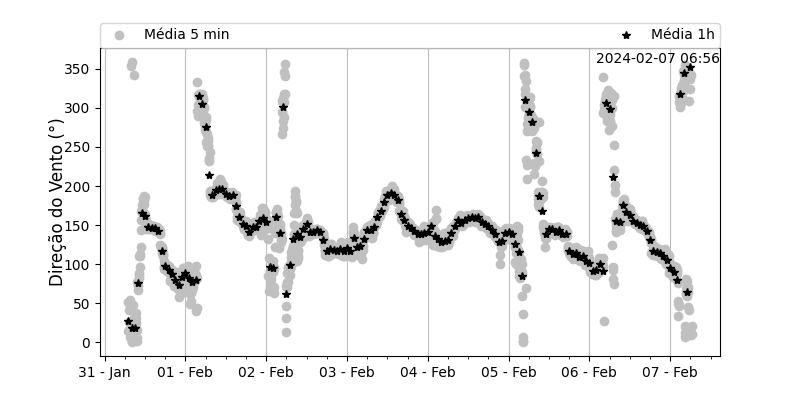 Média 5 min
Média 1h
2024-02-07 06:56
Direção do Vento (°)
350
300
250
200
150
100
50
0
31 - Jan
01 - Feb
02 - Feb
03 - Feb
04 - Feb
05 - Feb
06 - Feb
07 - Feb